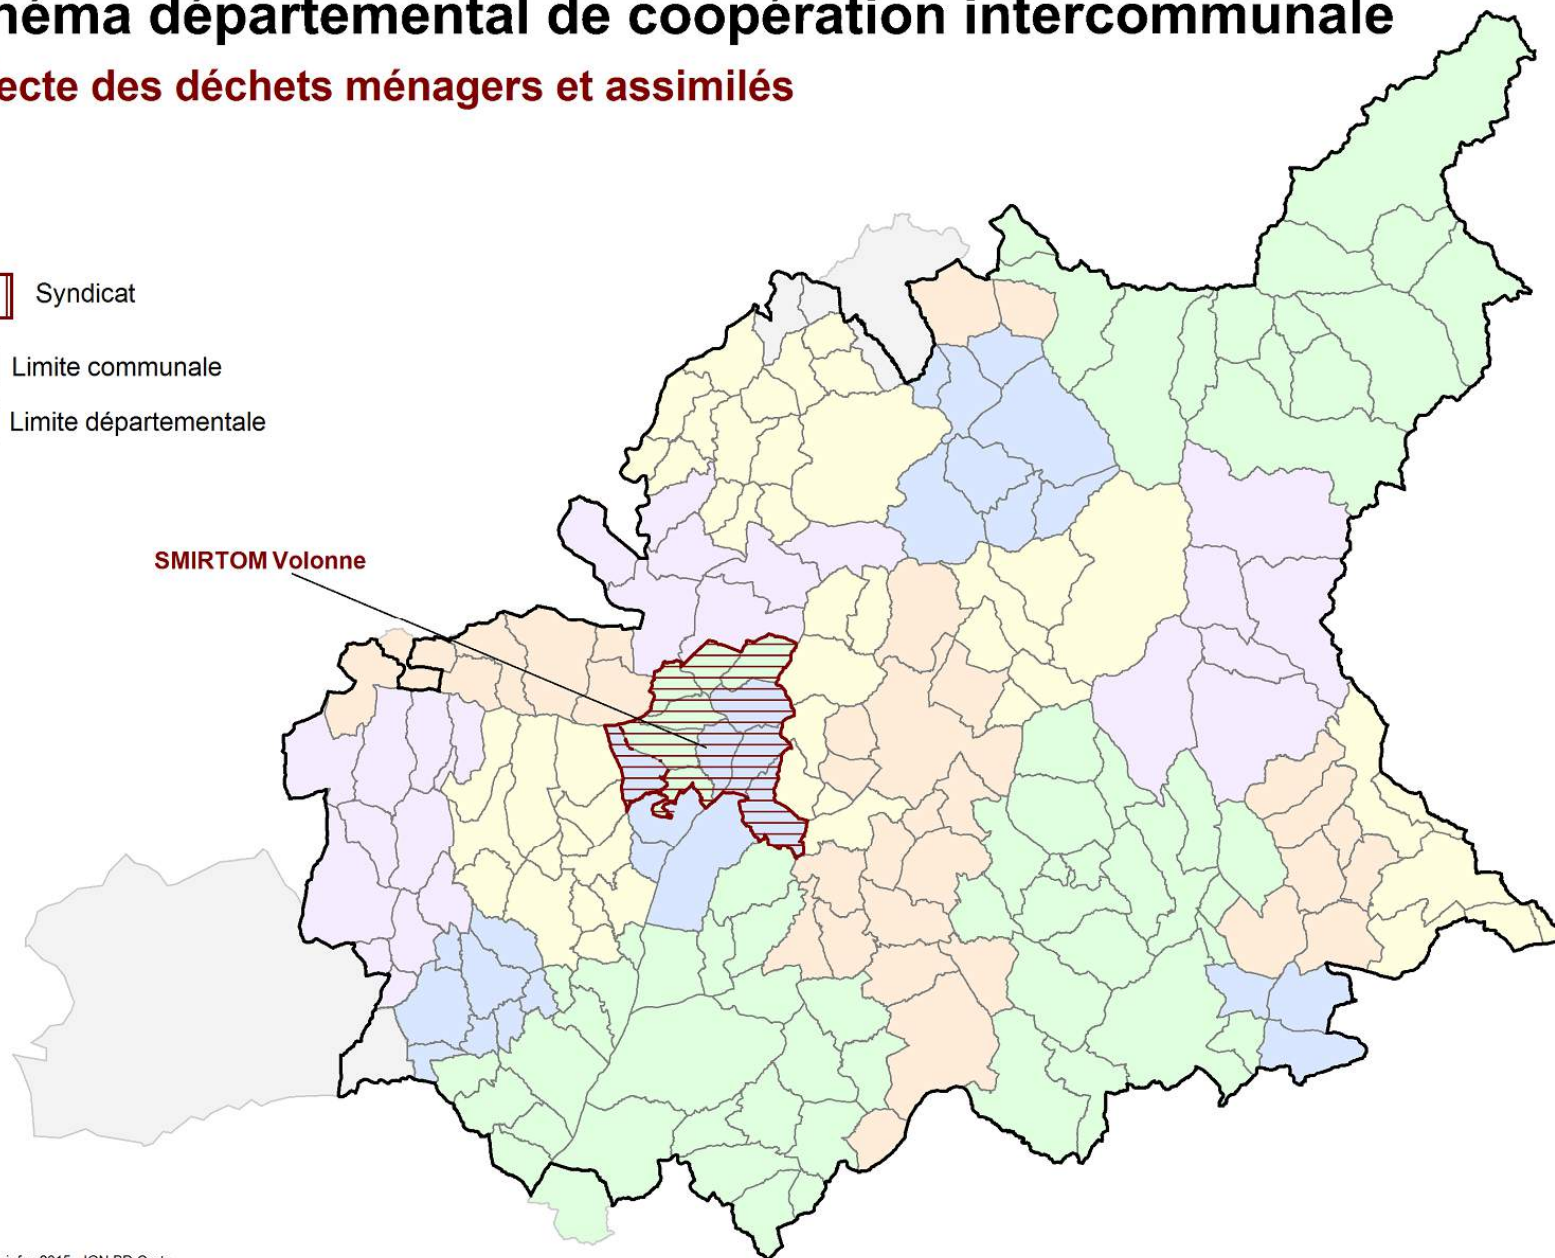 héma départemental de coopération intercommunale
ecte des déchets ménagers et assimilés
Syndicat
Limite communale
Limite départementale
SMIRTOM Volonne